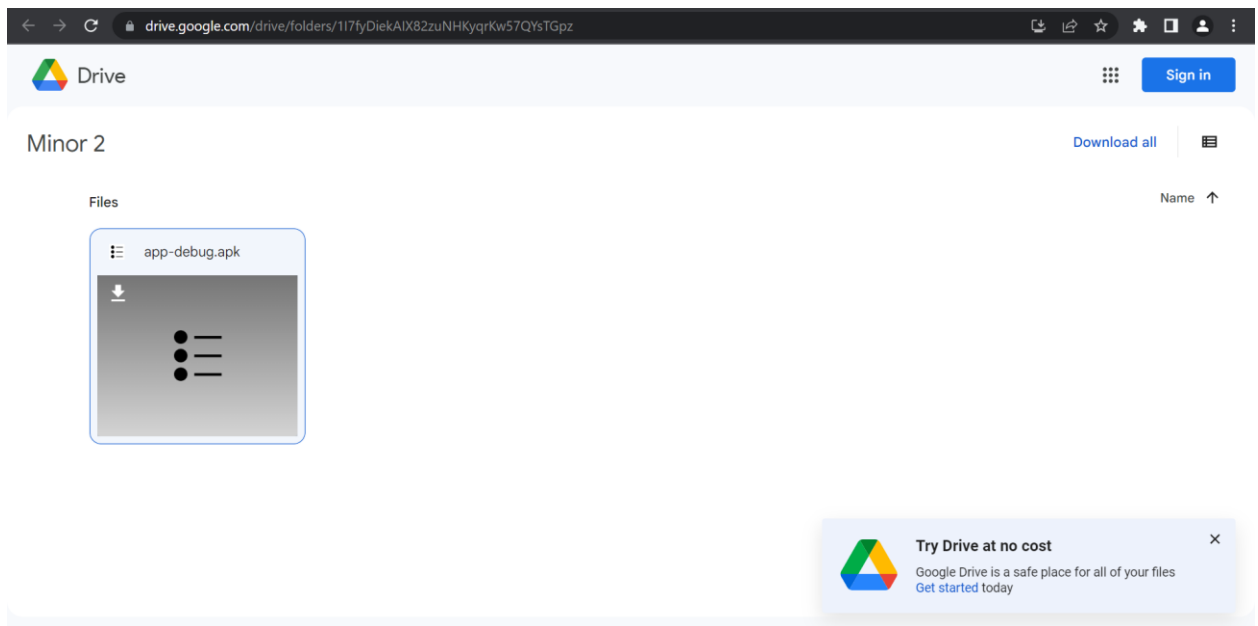 drive.google.com/drive/folders/1I7fyDiekAIX82zuNHKyqrKw57QYsTGpz
Drive
Sign in
Minor 2
Download all
Files
Name
app-debug.apk
Try Drive at no cost
Google Drive is a safe place for all of your files
Get started today